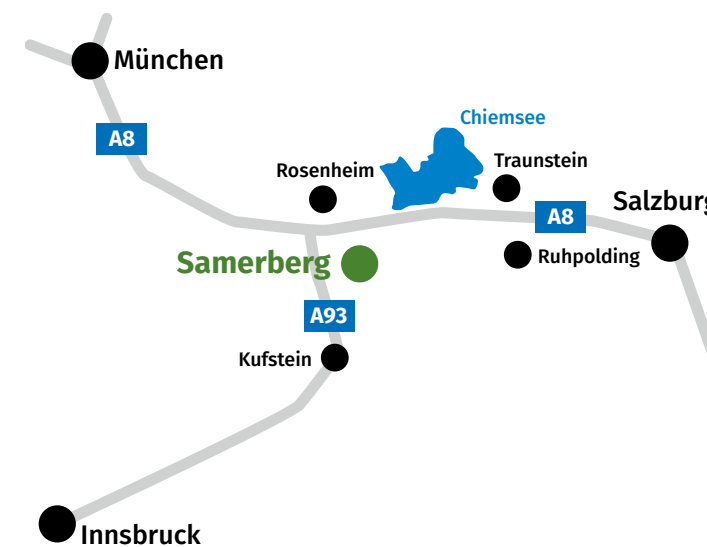 München
A8
Chiemsee
Rosenheim
Traunstein
Salzburg
A8
Samerberg
Ruhpolding
A93
Kufstein
Innsbruck